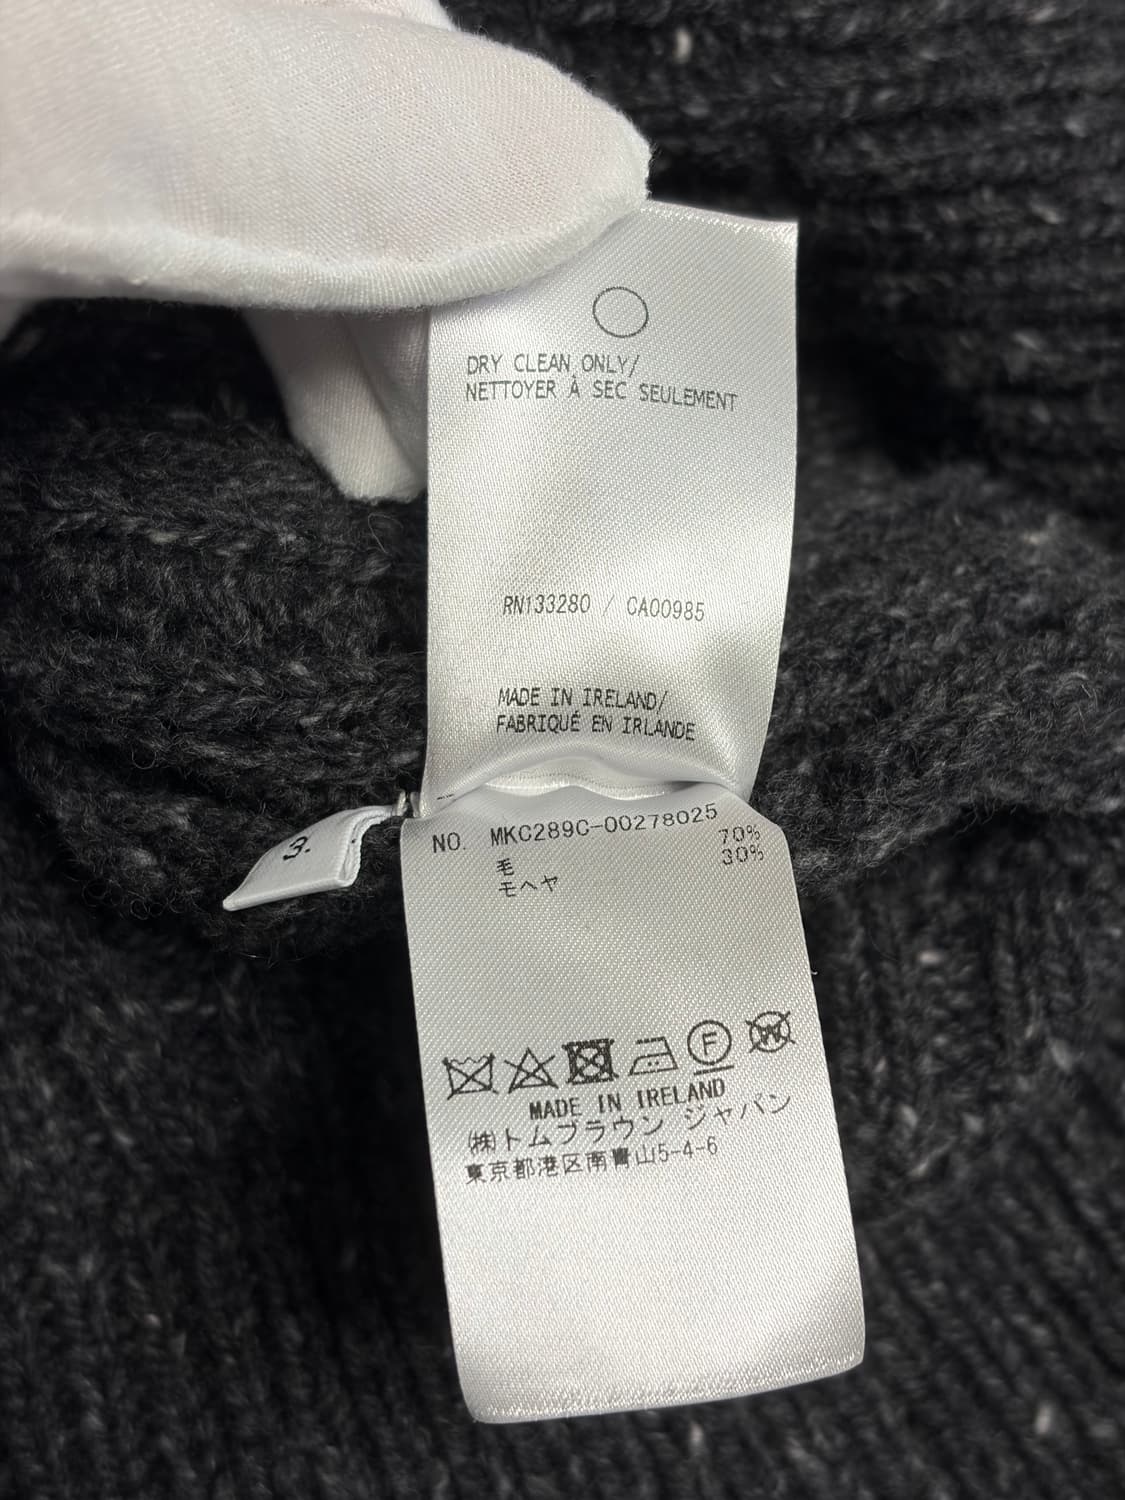 DRY CLEAN ONLY/
NETTOYER À SEC SEULEMENT
RN133280 / CA00985
MADE IN IRELAND/
FABRIQUÉ EN IRLANDE
3.
NO. MKC289C-00278025
毛 70%
モヘヤ 30%
F W
MADE IN IRELAND
(株)トムブラウン ジャパン
東京都港区南青山5-4-6